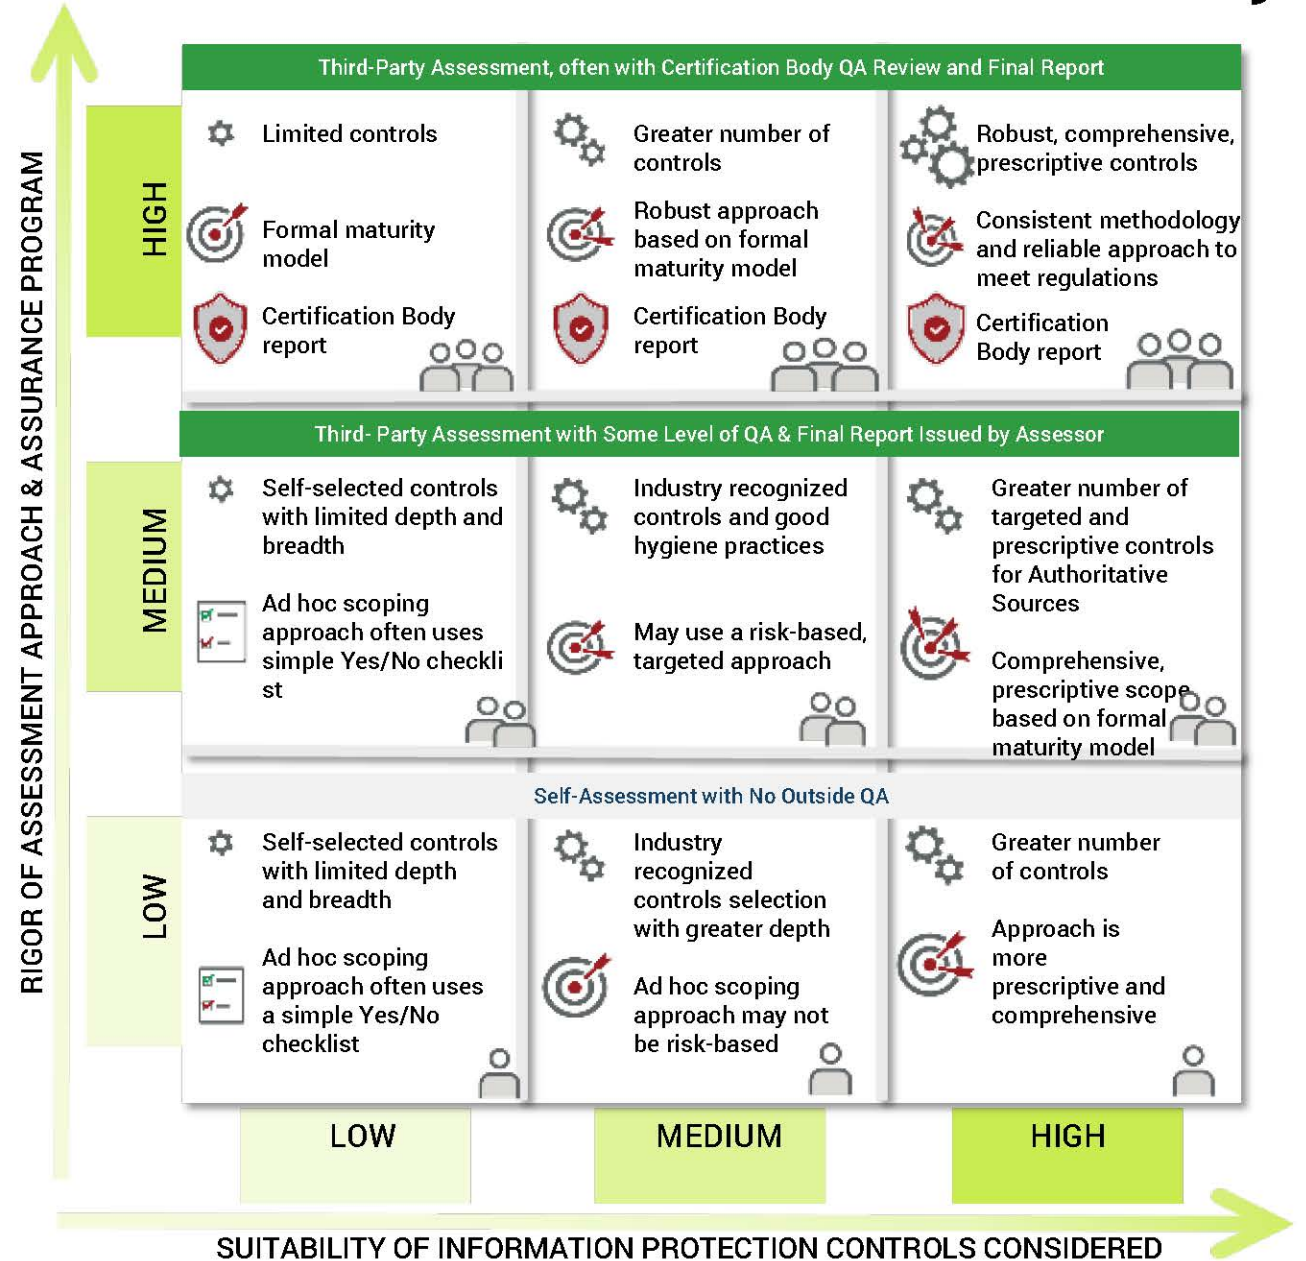 Third-Party Assessment, often with Certification Body QA Review and Final Report
HIGH
Limited controls
Formal maturity
model
Certification Body
report
Greater number of
controls
Robust approach
based on formal
maturity model
Certification Body
report
Robust, comprehensive,
prescriptive controls
Consistent methodology
and reliable approach to
meet regulations
Certification
Body report
Third- Party Assessment with Some Level of QA & Final Report Issued by Assessor
MEDIUM
Self-selected controls
with limited depth and
breadth
Ad hoc scoping
approach often uses
simple Yes/No checkli
st
Industry recognized
controls and good
hygiene practices
May use a risk-based,
targeted approach
Greater number of
targeted and
prescriptive controls
for Authoritative
Sources
Comprehensive,
prescriptive scope
based on formal
maturity model
Self-Assessment with No Outside QA
LOW
Self-selected controls
with limited depth
and breadth
Ad hoc scoping
approach often uses
a simple Yes/No
checklist
Industry
recognized
controls selection
with greater depth
Ad hoc scoping
approach may not
be risk-based
Greater number
of controls
Approach is
more
prescriptive and
comprehensive
RIGOR OF ASSESSMENT APPROACH & ASSURANCE PROGRAM
LOW
MEDIUM
HIGH
SUITABILITY OF INFORMATION PROTECTION CONTROLS CONSIDERED